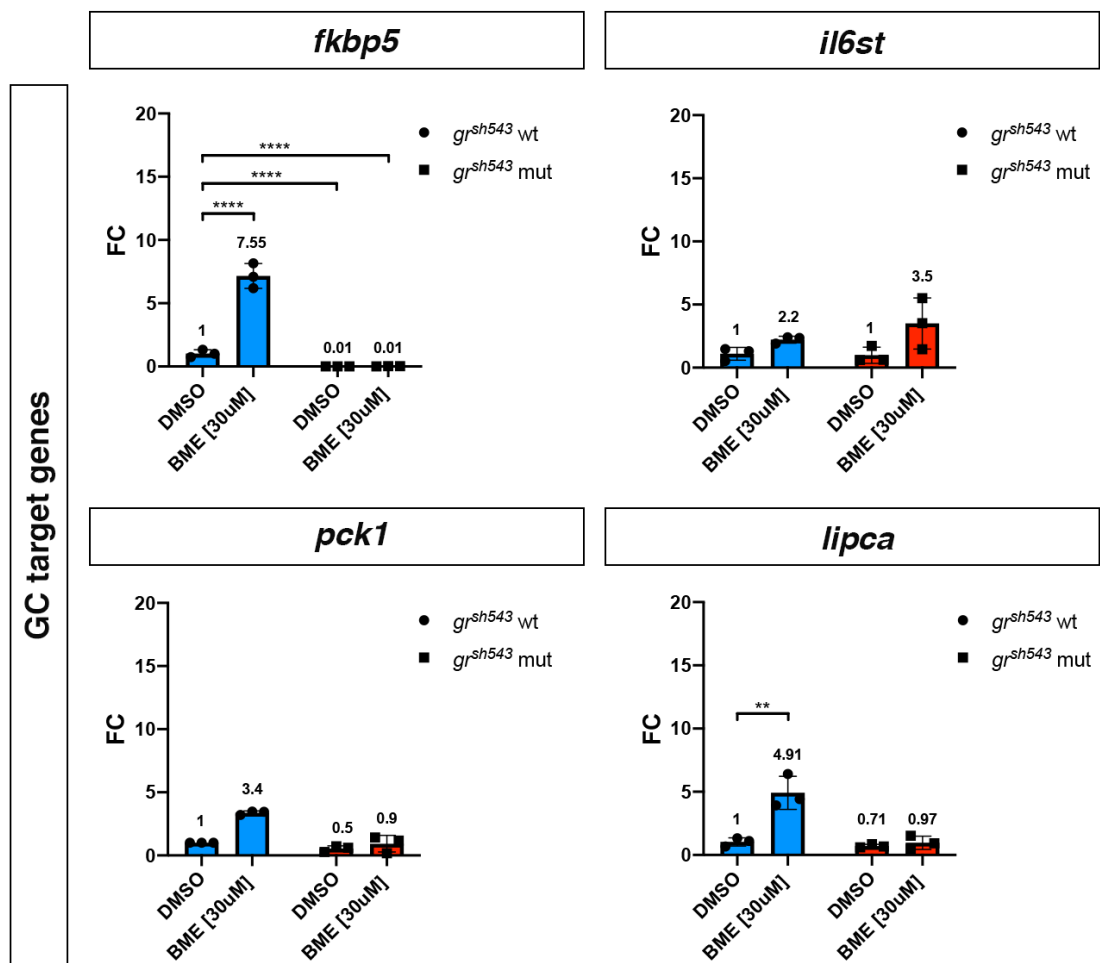 GC target genes
fkbp5
20
15
10
5
0
FC
****
****
****
7.55
1
0.01
0.01
DMSO
BME [30uM]
DMSO
BME [30uM]
gr^sh543 wt
gr^sh543 mut
il6st
20
15
10
5
0
FC
1
2.2
1
3.5
DMSO
BME [30uM]
DMSO
BME [30uM]
gr^sh543 wt
gr^sh543 mut
pck1
20
15
10
5
0
FC
1
3.4
0.5
0.9
DMSO
BME [30uM]
DMSO
BME [30uM]
gr^sh543 wt
gr^sh543 mut
lipca
20
15
10
5
0
FC
**
1
4.91
0.71
0.97
DMSO
BME [30uM]
DMSO
BME [30uM]
gr^sh543 wt
gr^sh543 mut